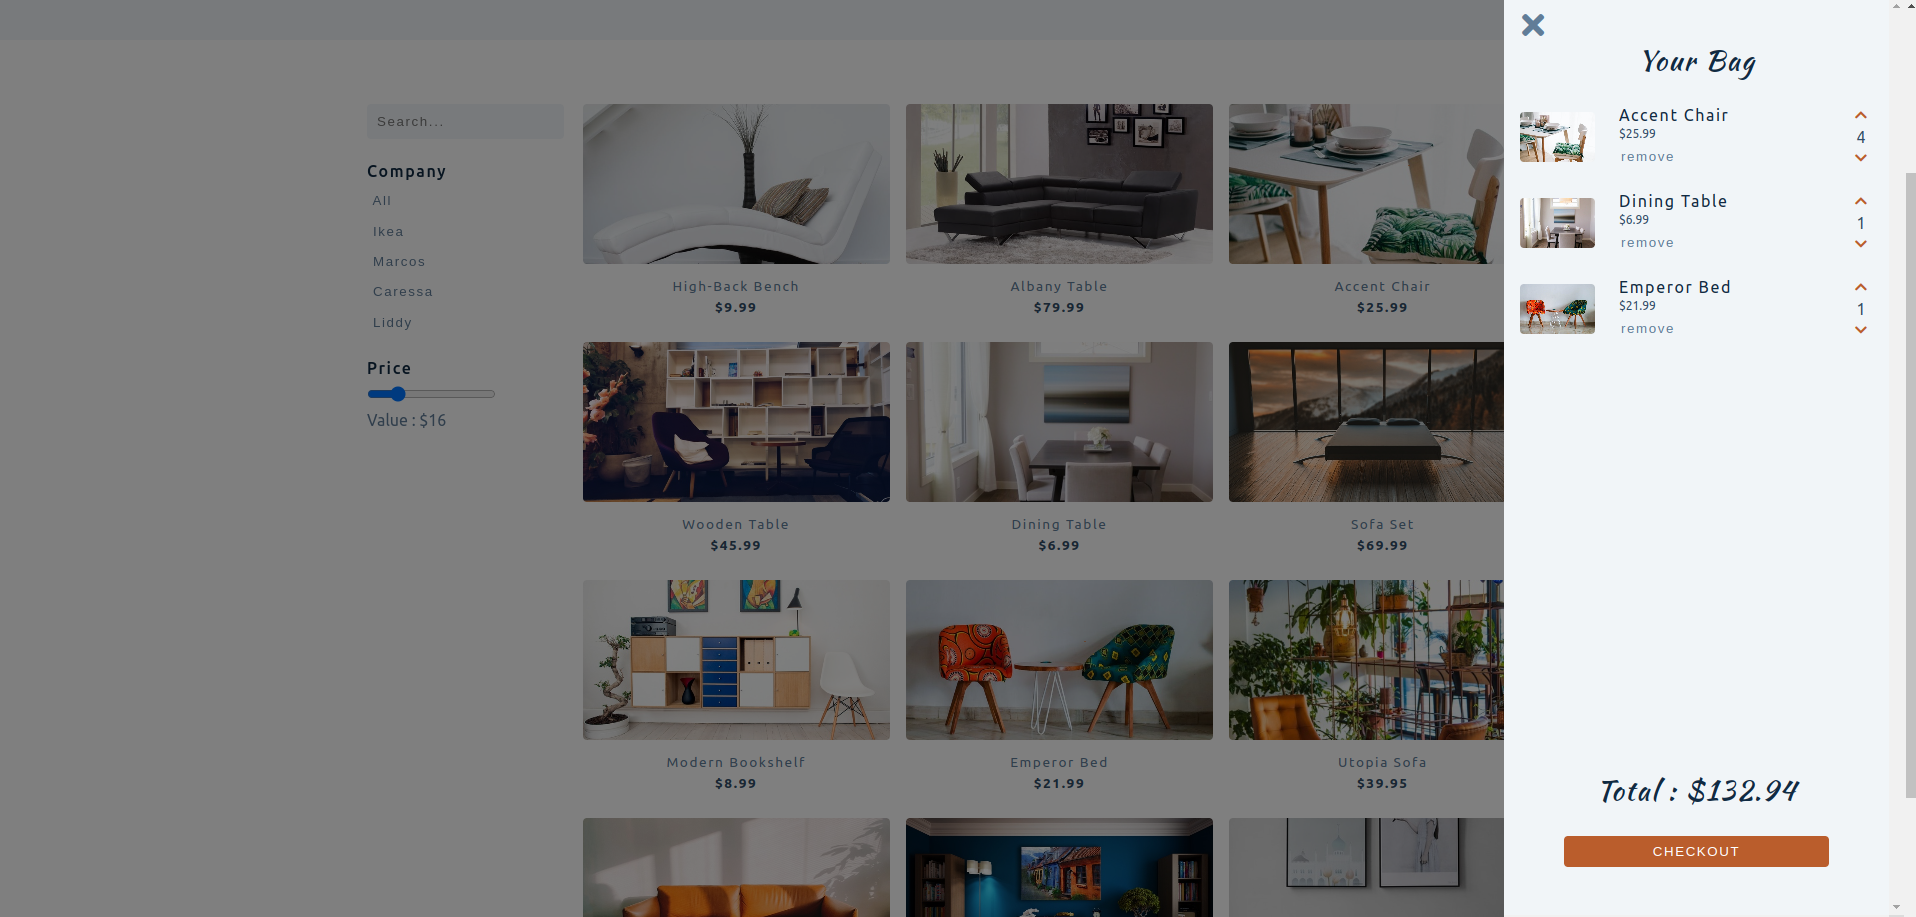 Search...
Company
All
Ikea
Marcos
Caressa
Liddy
Price
Value : $16
High-Back Bench
$9.99
Albany Table
$79.99
Accent Chair
$25.99
Wooden Table
$45.99
Dining Table
$6.99
Sofa Set
$69.99
Modern Bookshelf
$8.99
Emperor Bed
$21.99
Utopia Sofa
$39.95
Your Bag
Accent Chair
$25.99
remove
4
Dining Table
$6.99
remove
1
Emperor Bed
$21.99
remove
1
Total : $132.94
CHECKOUT